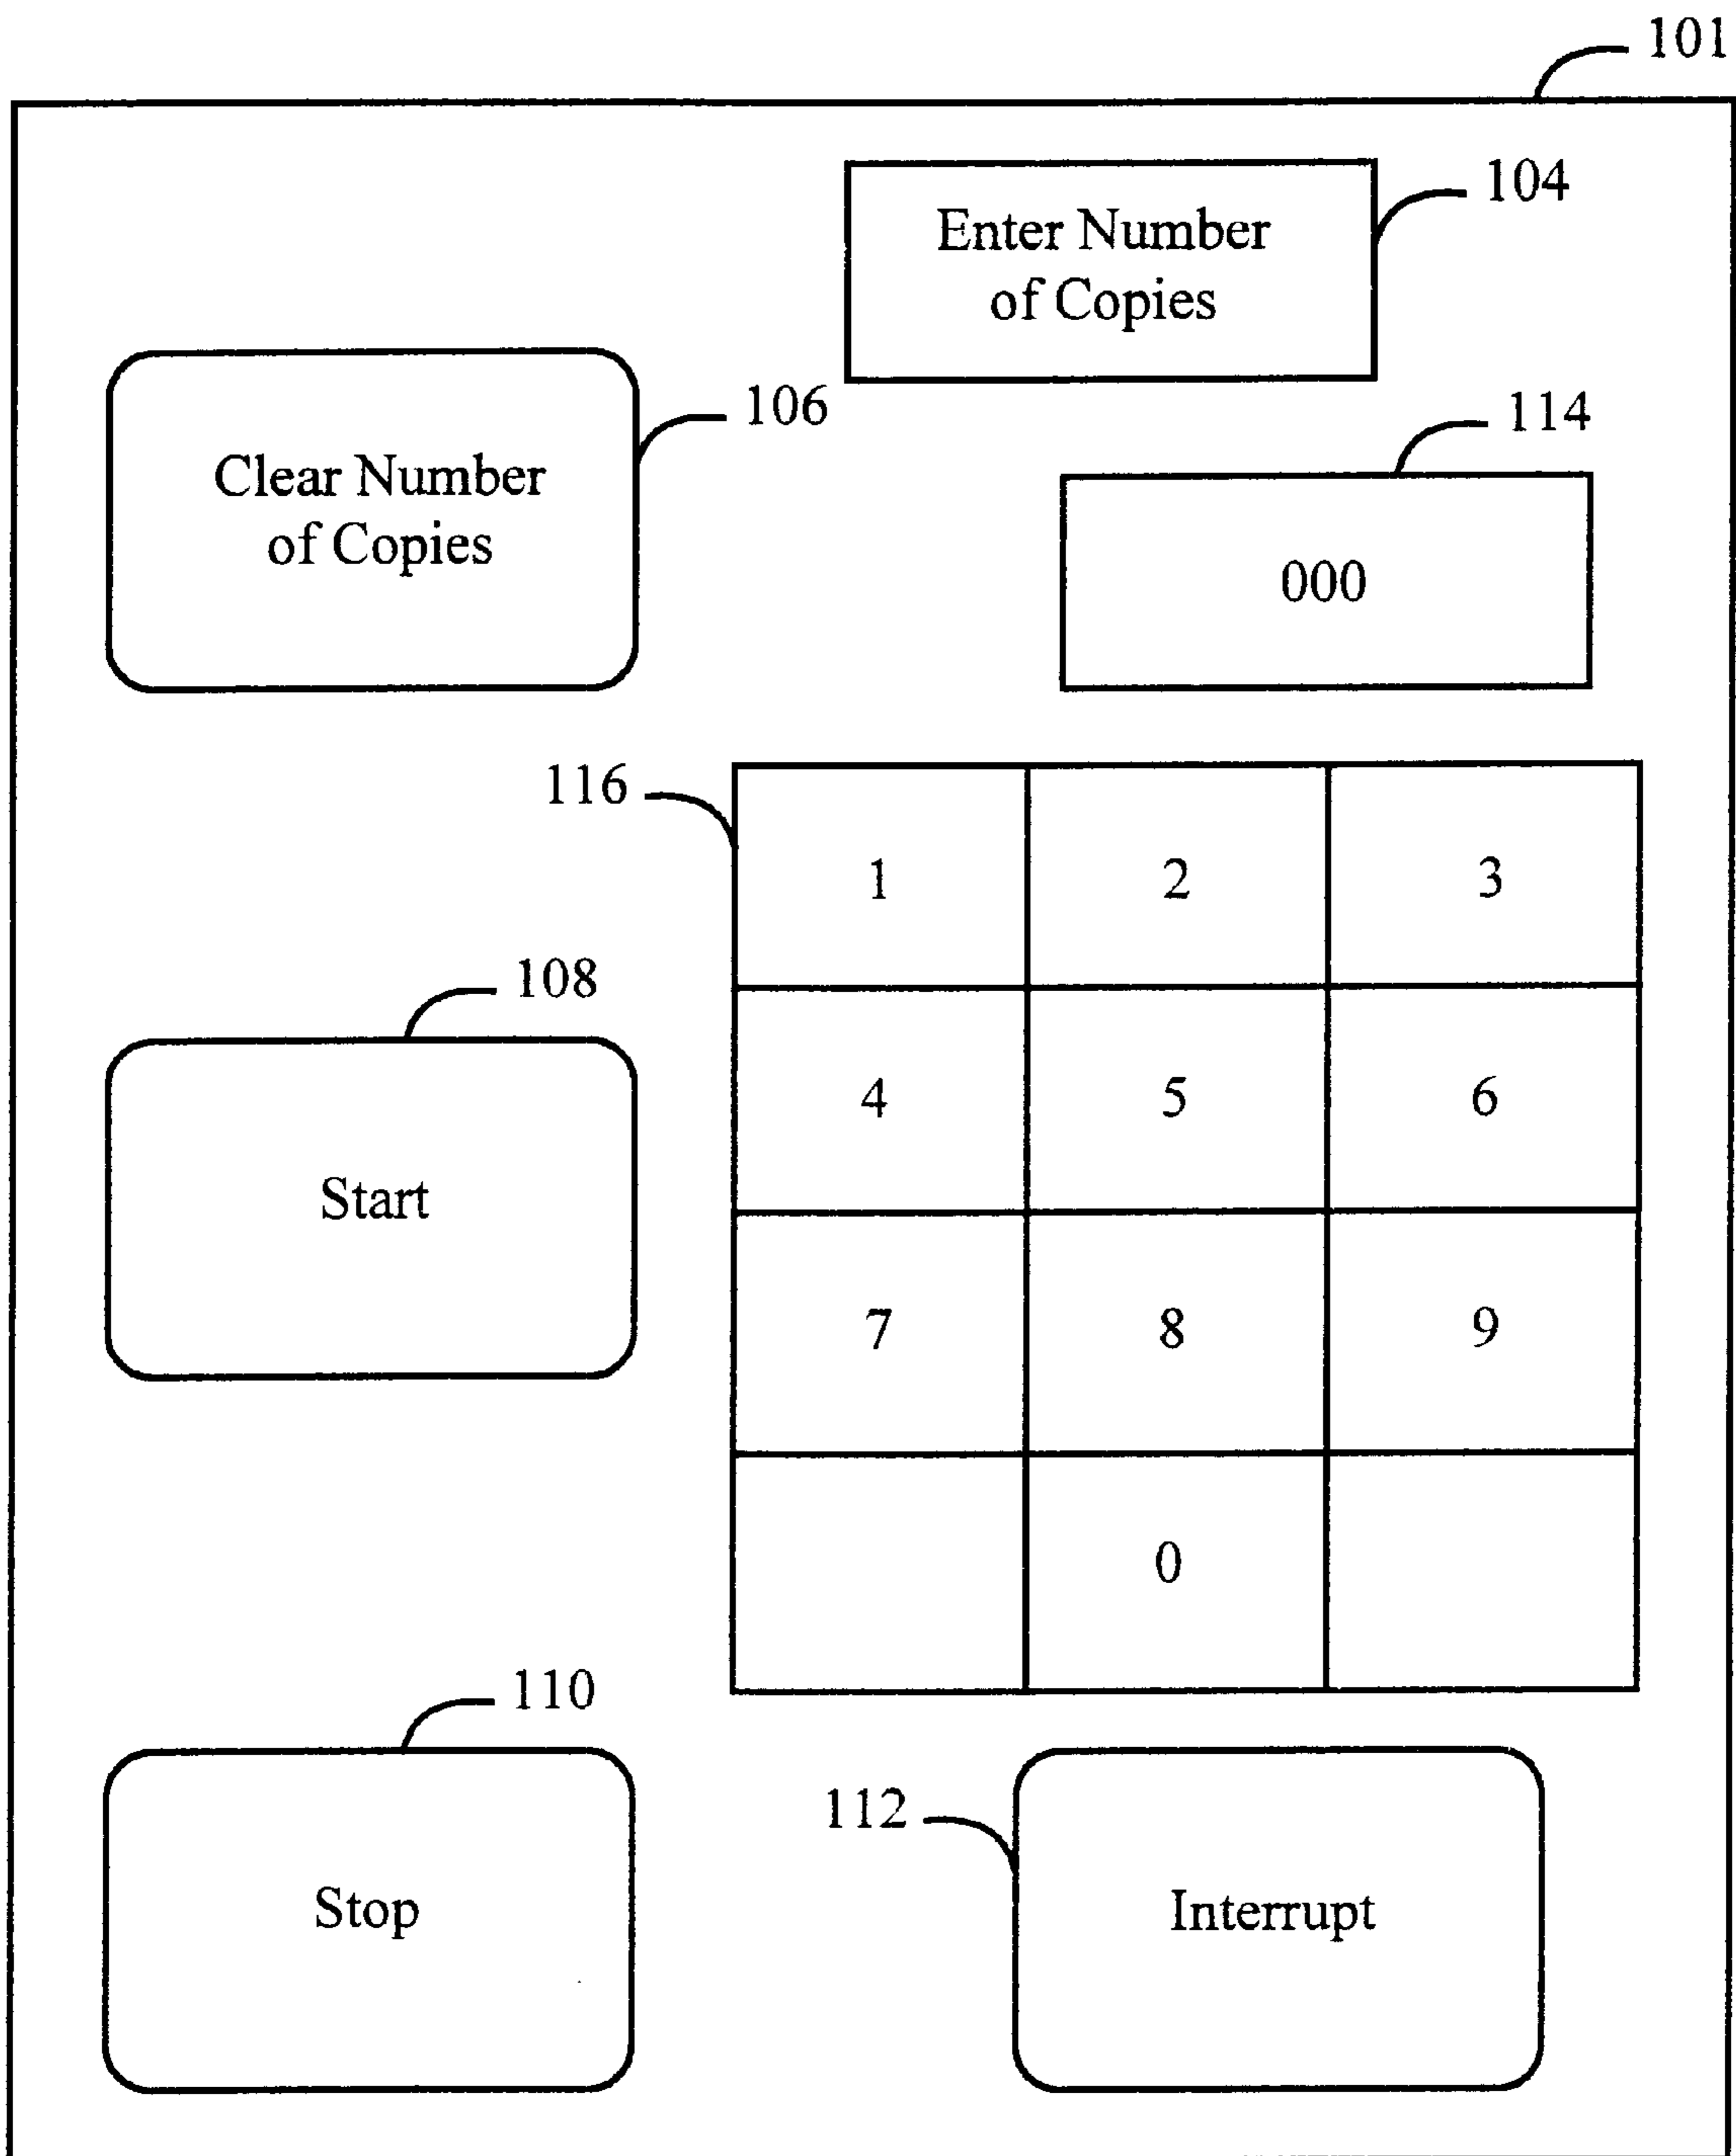 101
104
Enter Number
of Copies
106
Clear Number
of Copies
114
000
116
1 2 3
108
4 5 6
Start
7 8 9
0
110
Stop
112
Interrupt